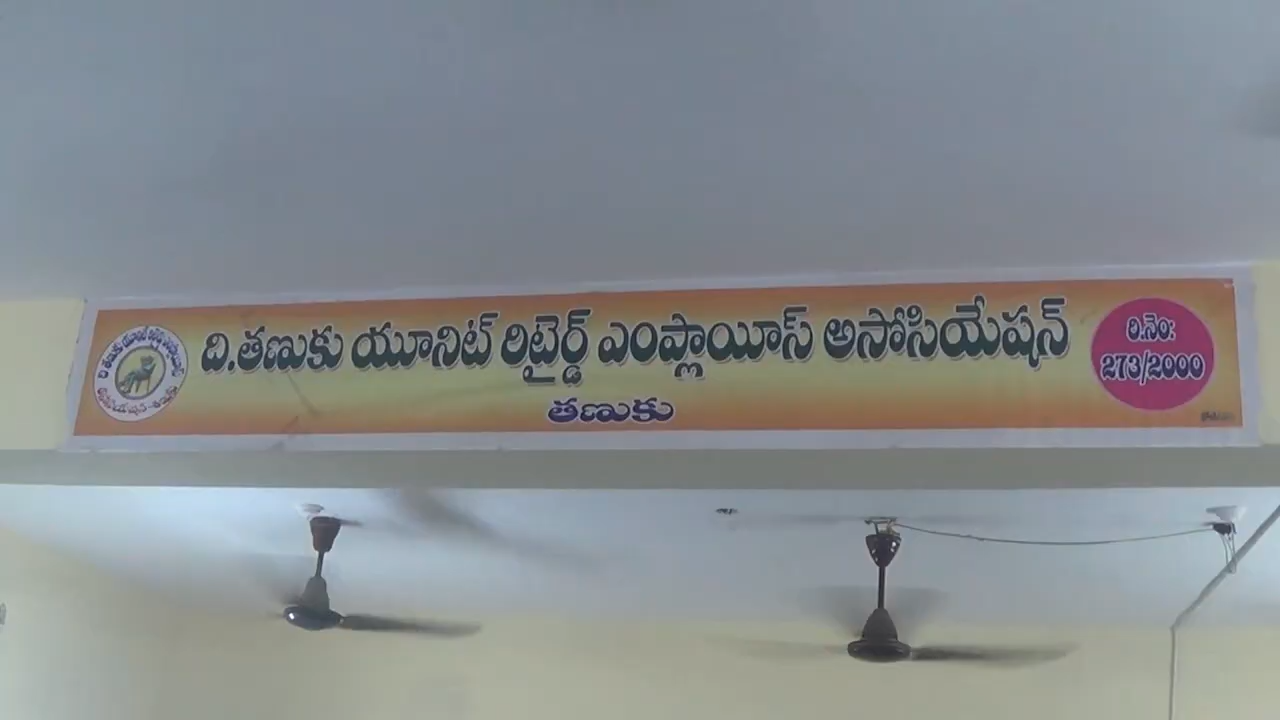 ది.తణుకు యూనిట్ రిటైర్డ్ ఎంప్లాయీస్ అసోసియేషన్
తణుకు
రి.నెం:
273/2000